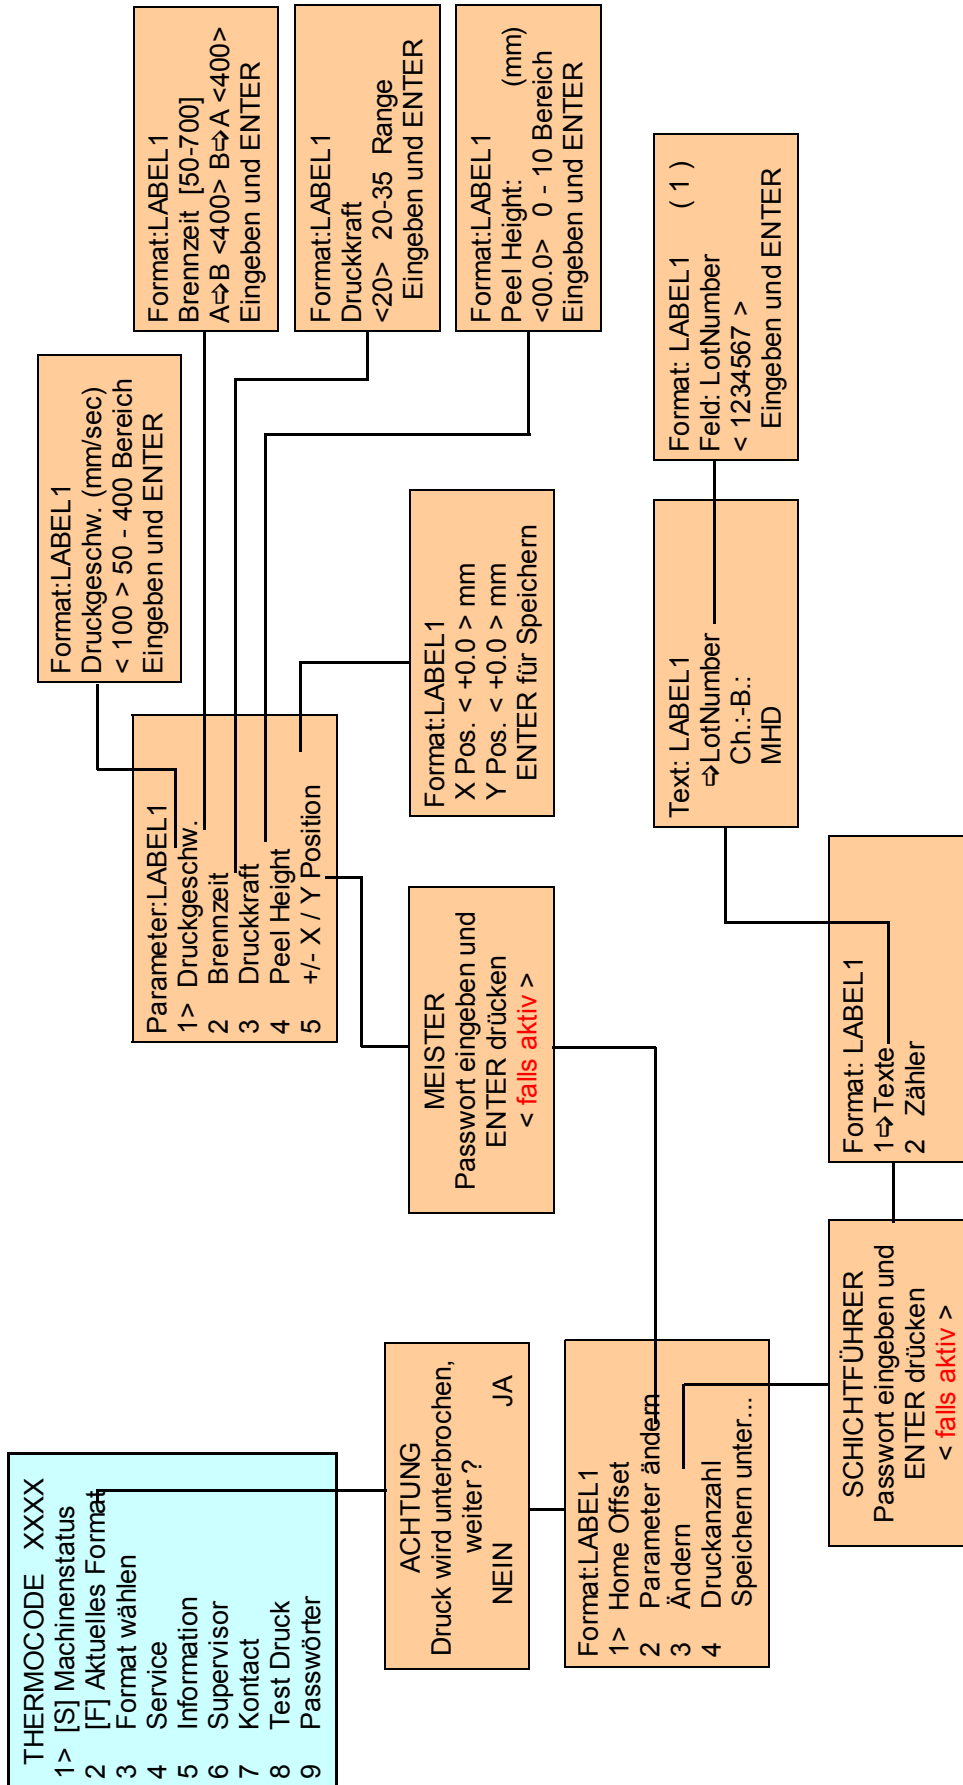 THERMOCODE XXXX
1> [S] Machinenstatus
2 [F] Aktuelles Format
3 Format wählen
4 Service
5 Information
6 Supervisor
7 Kontact
8 Test Druck
9 Passwörter
ACHTUNG
Druck wird unterbrochen,
weiter ?
NEIN JA
Format:LABEL1
1> Home Offset
2 Parameter ändern
3 Ändern
4 Druckanzahl
Speichern unter...
MEISTER
Passwort eingeben und
ENTER drücken
< falls aktiv >
SCHICHTFÜHRER
Passwort eingeben und
ENTER drücken
< falls aktiv >
Parameter:LABEL1
1> Druckgeschw.
2 Brennzeit
3 Druckkraft
4 Peel Height
5 +/- X / Y Position
Format: LABEL1
1⇨Texte
2 Zähler
Format:LABEL1
Druckgeschw. (mm/sec)
< 100 > 50 - 400 Bereich
Eingeben und ENTER
Format:LABEL1
X Pos. < +0.0 > mm
Y Pos. < +0.0 > mm
ENTER für Speichern
Text: LABEL1
⇨LotNumber
Ch.:-B.:
MHD
Format:LABEL1
Brennzeit [50-700]
A⇨B <400> B⇨A <400>
Eingeben und ENTER
Format:LABEL1
Druckkraft
<20> 20-35 Range
Eingeben und ENTER
Format:LABEL1
Peel Height: (mm)
<00.0> 0 - 10 Bereich
Eingeben und ENTER
Format: LABEL1 ( 1 )
Feld: LotNumber
< 1234567 >
Eingeben und ENTER